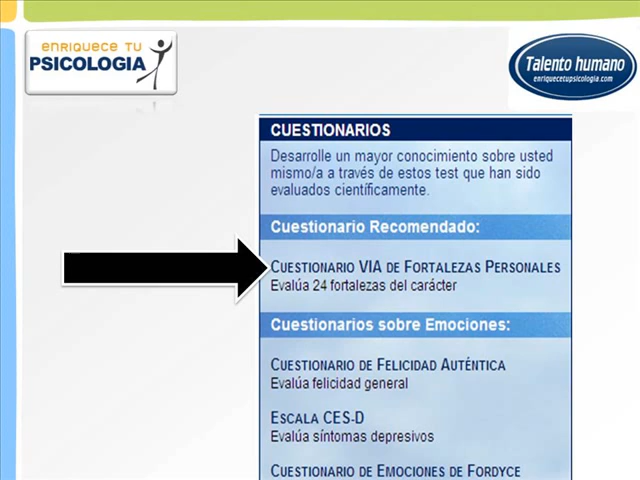 ENRIQUECE TU
PSICOLOGIA
Talento humano
enriquecetupsicologia.com
CUESTIONARIOS
Desarrolle un mayor conocimiento sobre usted
mismo/a a través de estos test que han sido
evaluados científicamente.
Cuestionario Recomendado:
CUESTIONARIO VIA DE FORTALEZAS PERSONALES
Evalúa 24 fortalezas del carácter
Cuestionarios sobre Emociones:
CUESTIONARIO DE FELICIDAD AUTÉNTICA
Evalúa felicidad general
ESCALA CES-D
Evalúa síntomas depresivos
CUESTIONARIO DE EMOCIONES DE FORDYCE